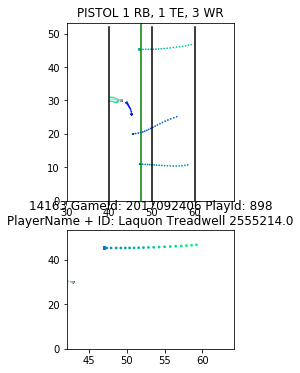 PISTOL 1 RB, 1 TE, 3 WR
50
40
30
20
10
0
30 40 50 60
14163 GameId: 2017092406 PlayId: 898
PlayerName + ID: Laquon Treadwell 2555214.0
40
20
0
45 50 55 60